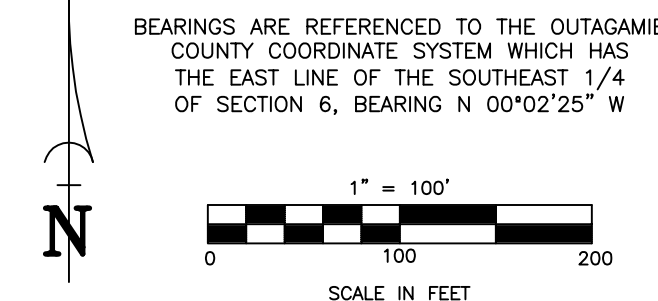 BEARINGS ARE REFERENCED TO THE OUTAGAMIE
COUNTY COORDINATE SYSTEM WHICH HAS
THE EAST LINE OF THE SOUTHEAST 1/4
OF SECTION 6, BEARING N 00°02'25" W
1" = 100'
N
0 100 200
SCALE IN FEET